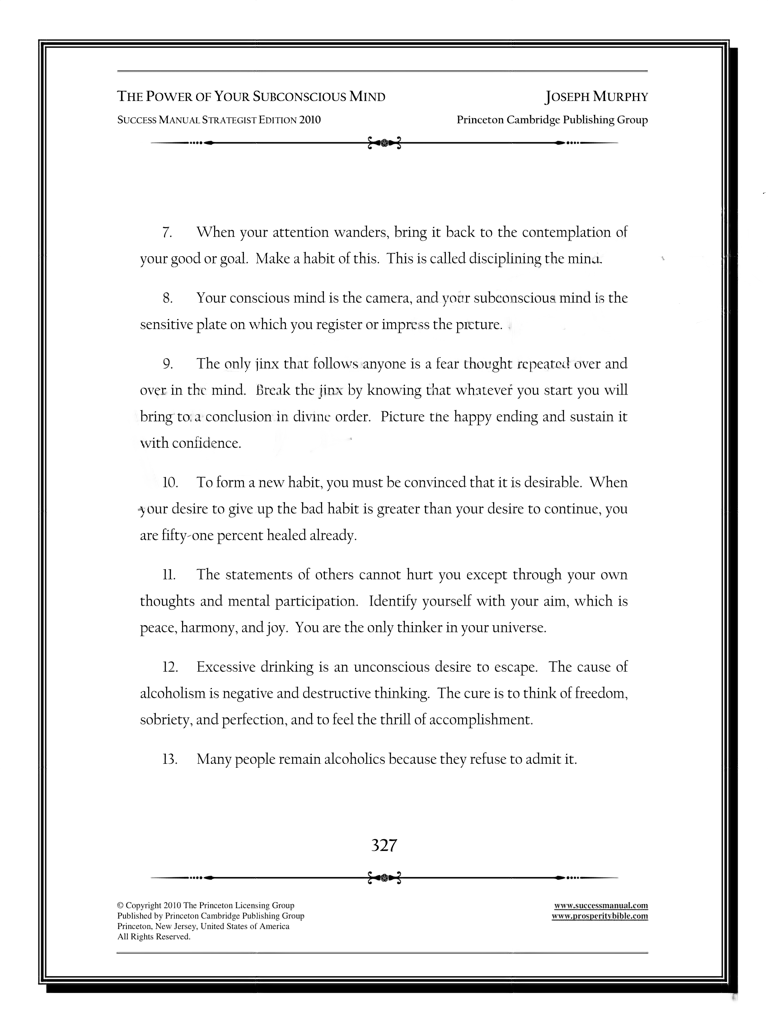 THE POWER OF YOUR SUBCONSCIOUS MIND JOSEPH MURPHY
SUCCESS MANUAL STRATEGIST EDITION 2010 Princeton Cambridge Publishing Group
7. When your attention wanders, bring it back to the contemplation of
your good or goal. Make a habit of this. This is called disciplining the mind.
8. Your conscious mind is the camera, and your subconscious mind is the
sensitive plate on which you register or impress the picture.
9. The only jinx that follows anyone is a fear thought repeated over and
over in the mind. Break the jinx by knowing that whatever you start you will
bring to a conclusion in divine order. Picture the happy ending and sustain it
with confidence.
10. To form a new habit, you must be convinced that it is desirable. When
your desire to give up the bad habit is greater than your desire to continue, you
are fifty-one percent healed already.
11. The statements of others cannot hurt you except through your own
thoughts and mental participation. Identify yourself with your aim, which is
peace, harmony, and joy. You are the only thinker in your universe.
12. Excessive drinking is an unconscious desire to escape. The cause of
alcoholism is negative and destructive thinking. The cure is to think of freedom,
sobriety, and perfection, and to feel the thrill of accomplishment.
13. Many people remain alcoholics because they refuse to admit it.
327
© Copyright 2010 The Princeton Licensing Group www.successmanual.com
Published by Princeton Cambridge Publishing Group www.prosperitybible.com
Princeton, New Jersey, United States of America
All Rights Reserved.